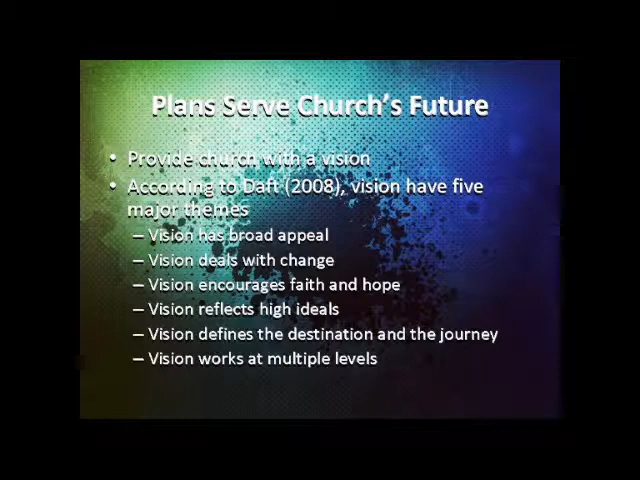 Plans Serve Church's Future
• Provide church with a vision
• According to Daft (2008), vision have five
major themes
– Vision has broad appeal
– Vision deals with change
– Vision encourages faith and hope
– Vision reflects high ideals
– Vision defines the destination and the journey
– Vision works at multiple levels